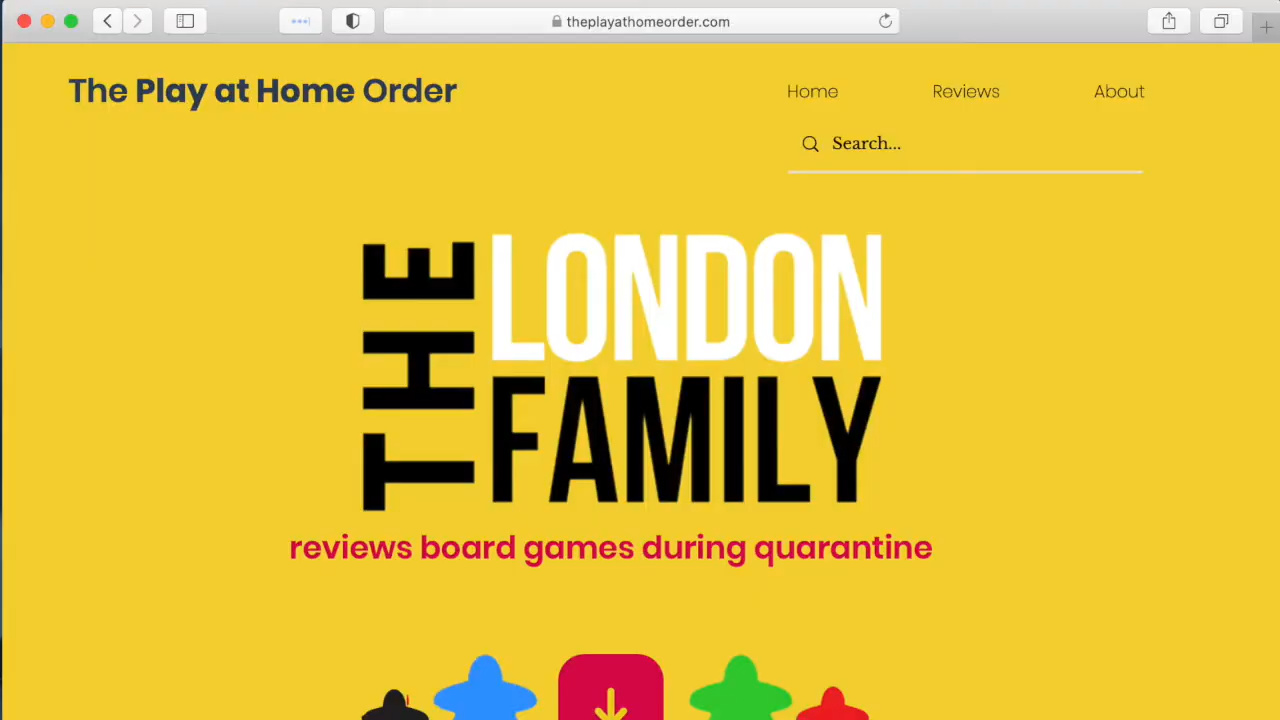 theplayathomeorder.com
The Play at Home Order
Home
Reviews
About
Search...
THE
LONDON
FAMILY
reviews board games during quarantine